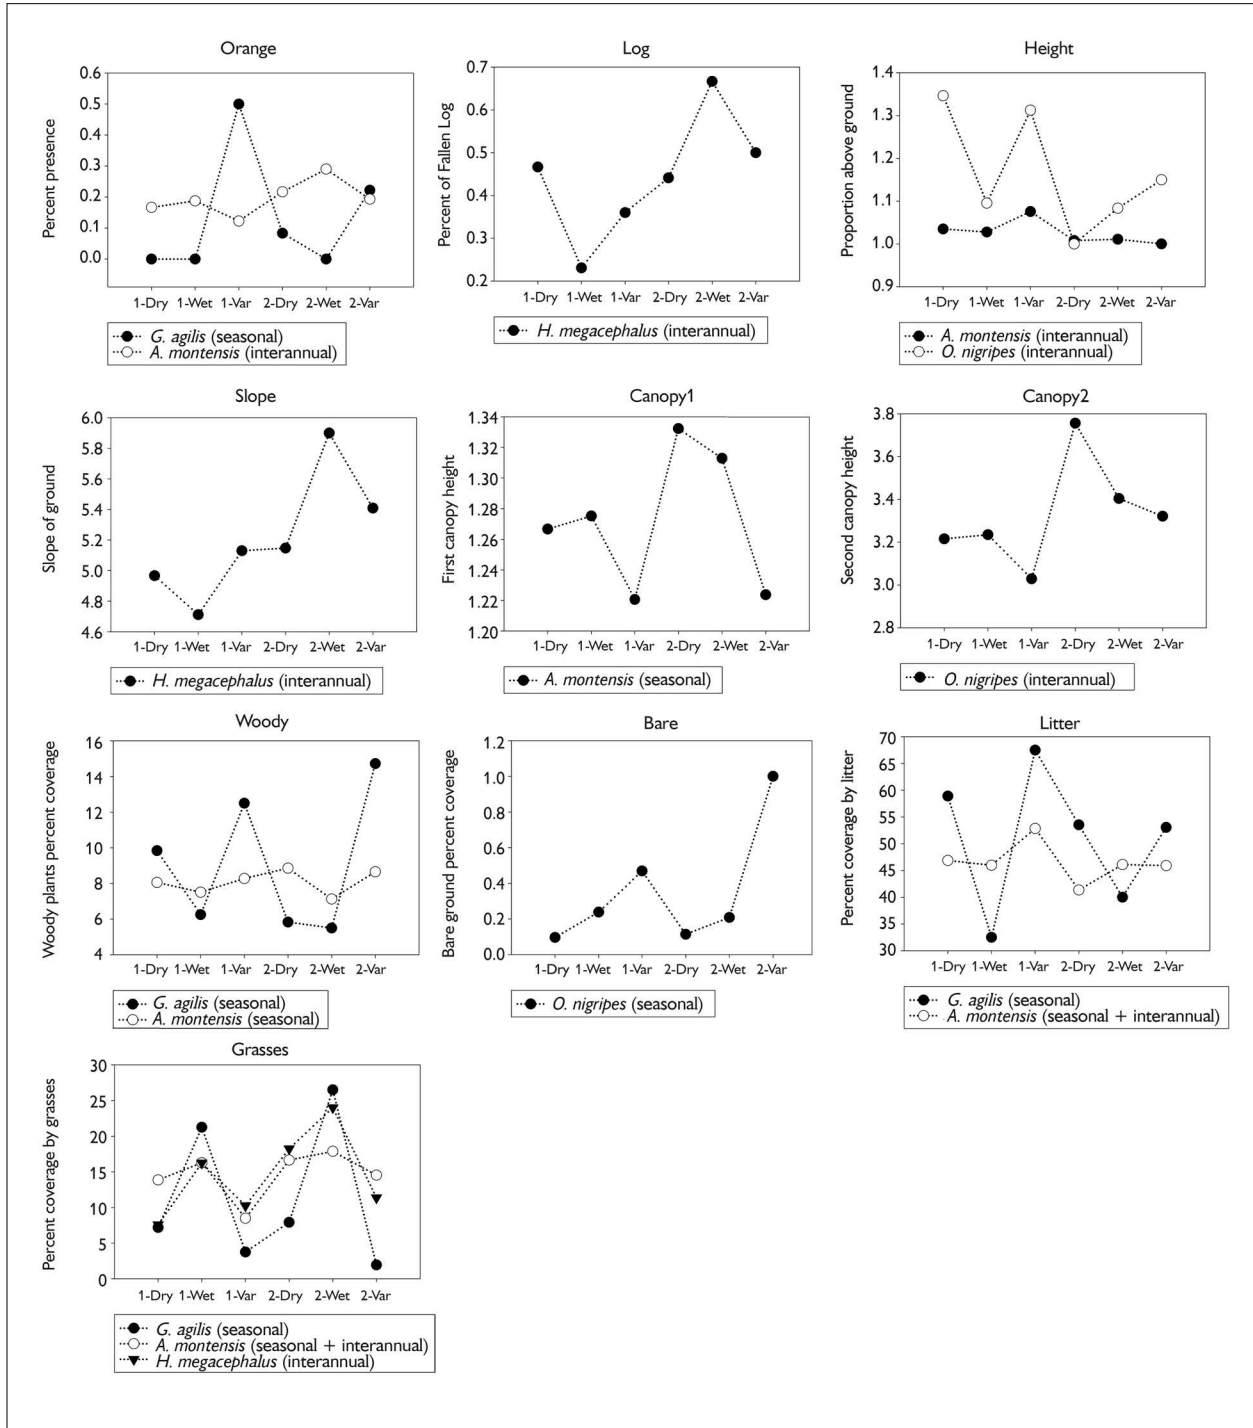 Orange
Percent presence
0.6
0.5
0.4
0.3
0.2
0.1
0.0
1-Dry 1-Wet 1-Var 2-Dry 2-Wet 2-Var
G. agilis (seasonal)
A. montensis (interannual)
Log
Percent of Fallen Log
0.7
0.6
0.5
0.4
0.3
0.2
1-Dry 1-Wet 1-Var 2-Dry 2-Wet 2-Var
H. megacephalus (interannual)
Height
Proportion above ground
1.4
1.3
1.2
1.1
1.0
0.9
1-Dry 1-Wet 1-Var 2-Dry 2-Wet 2-Var
A. montensis (interannual)
O. nigripes (interannual)
Slope
Slope of ground
6.0
5.8
5.6
5.4
5.2
5.0
4.8
4.6
1-Dry 1-Wet 1-Var 2-Dry 2-Wet 2-Var
H. megacephalus (interannual)
Canopy1
First canopy height
1.34
1.32
1.30
1.28
1.26
1.24
1.22
1.20
1-Dry 1-Wet 1-Var 2-Dry 2-Wet 2-Var
A. montensis (seasonal)
Canopy2
Second canopy height
3.8
3.6
3.4
3.2
3.0
2.8
1-Dry 1-Wet 1-Var 2-Dry 2-Wet 2-Var
O. nigripes (interannual)
Woody
Woody plants percent coverage
16
14
12
10
8
6
4
1-Dry 1-Wet 1-Var 2-Dry 2-Wet 2-Var
G. agilis (seasonal)
A. montensis (seasonal)
Bare
Bare ground percent coverage
1.2
1.0
0.8
0.6
0.4
0.2
0.0
1-Dry 1-Wet 1-Var 2-Dry 2-Wet 2-Var
O. nigripes (seasonal)
Litter
Percent coverage by litter
70
65
60
55
50
45
40
35
30
1-Dry 1-Wet 1-Var 2-Dry 2-Wet 2-Var
G. agilis (seasonal)
A. montensis (seasonal + interannual)
Grasses
Percent coverage by grasses
30
25
20
15
10
5
0
1-Dry 1-Wet 1-Var 2-Dry 2-Wet 2-Var
G. agilis (seasonal)
A. montensis (seasonal + interannual)
H. megacephalus (interannual)